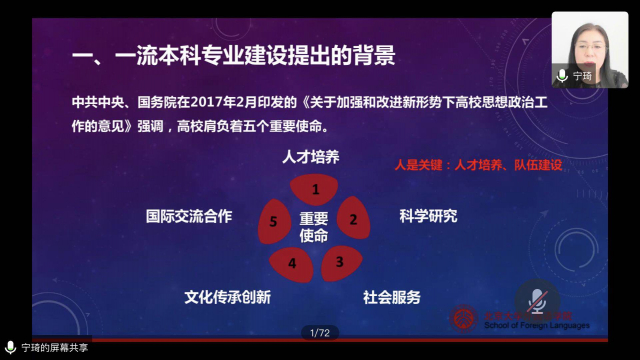 一、一流本科专业建设提出的背景
宁琦
中共中央、国务院在2017年2月印发的《关于加强和改进新形势下高校思想政治工
作的意见》强调，高校肩负着五个重要使命。
人才培养
人是关键：人才培养、队伍建设
1
国际交流合作
5
重要
使命
2
科学研究
4
3
文化传承创新
社会服务
School of Foreign Languages
1/72
宁琦的屏幕共享